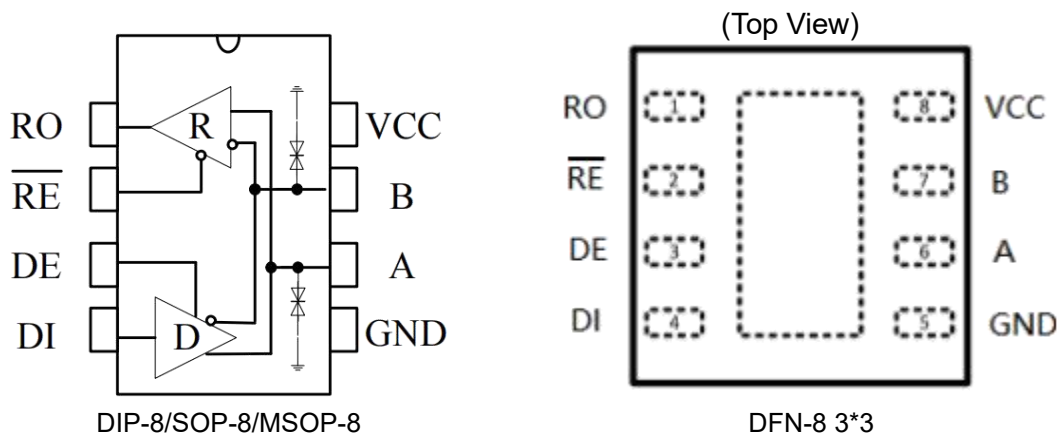 (Top View)
RO
R
VCC
RE
B
DE
A
DI
D
GND
DIP-8/SOP-8/MSOP-8
RO
1
8
VCC
RE
2
7
B
DE
3
6
A
DI
4
5
GND
DFN-8 3*3